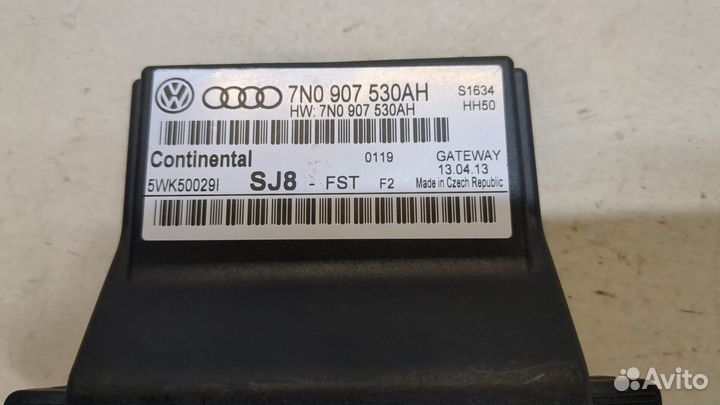 7N0 907 530AH
HW: 7N0 907 530AH
S1634
HH50
Continental
0119
GATEWAY
13.04.13
5WK50029I
SJ8 - FST F2
Made in Czech Republic
Avito